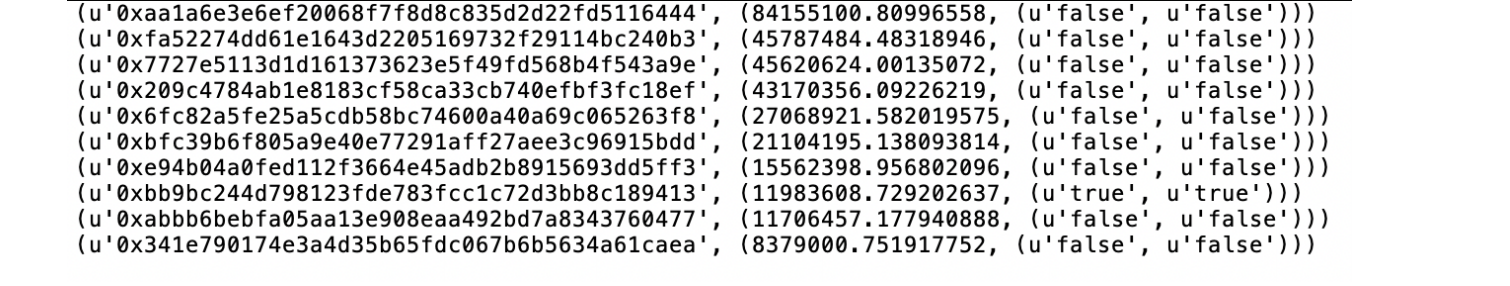 (u'0xaa1a6e3e6ef20068f7f8d8c835d2d22fd5116444', (84155100.80996558, (u'false', u'false')))
(u'0xfa52274dd61e1643d2205169732f29114bc240b3', (45787484.48318946, (u'false', u'false')))
(u'0x7727e5113d1d161373623e5f49fd568b4f543a9e', (45620624.00135072, (u'false', u'false')))
(u'0x209c4784ab1e8183cf58ca33cb740efbf3fc18ef', (43170356.09226219, (u'false', u'false')))
(u'0x6fc82a5fe25a5cdb58bc74600a40a69c065263f8', (27068921.582019575, (u'false', u'false')))
(u'0xbfc39b6f805a9e40e77291aff27aee3c96915bdd', (21104195.138093814, (u'false', u'false')))
(u'0xe94b04a0fed112f3664e45adb2b8915693dd5ff3', (15562398.956802096, (u'false', u'false')))
(u'0xbb9bc244d798123fde783fcc1c72d3bb8c189413', (11983608.729202637, (u'true', u'true')))
(u'0xabbb6bebfa05aa13e908eaa492bd7a8343760477', (11706457.177940888, (u'false', u'false')))
(u'0x341e790174e3a4d35b65fdc067b6b5634a61caea', (8379000.751917752, (u'false', u'false')))